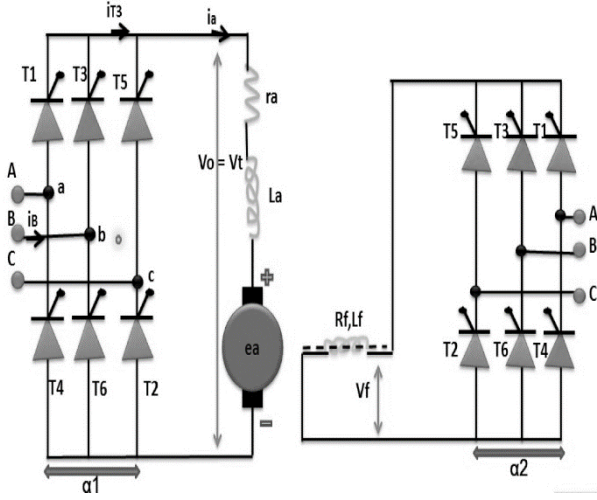 iT3
ia
T1
T3
T5
ra
Vo = Vt
La
A
a
B
iB
b
C
c
+
ea
-
T4
T6
T2
α1
T5
T3
T1
A
B
C
Rf,Lf
Vf
T2
T6
T4
α2